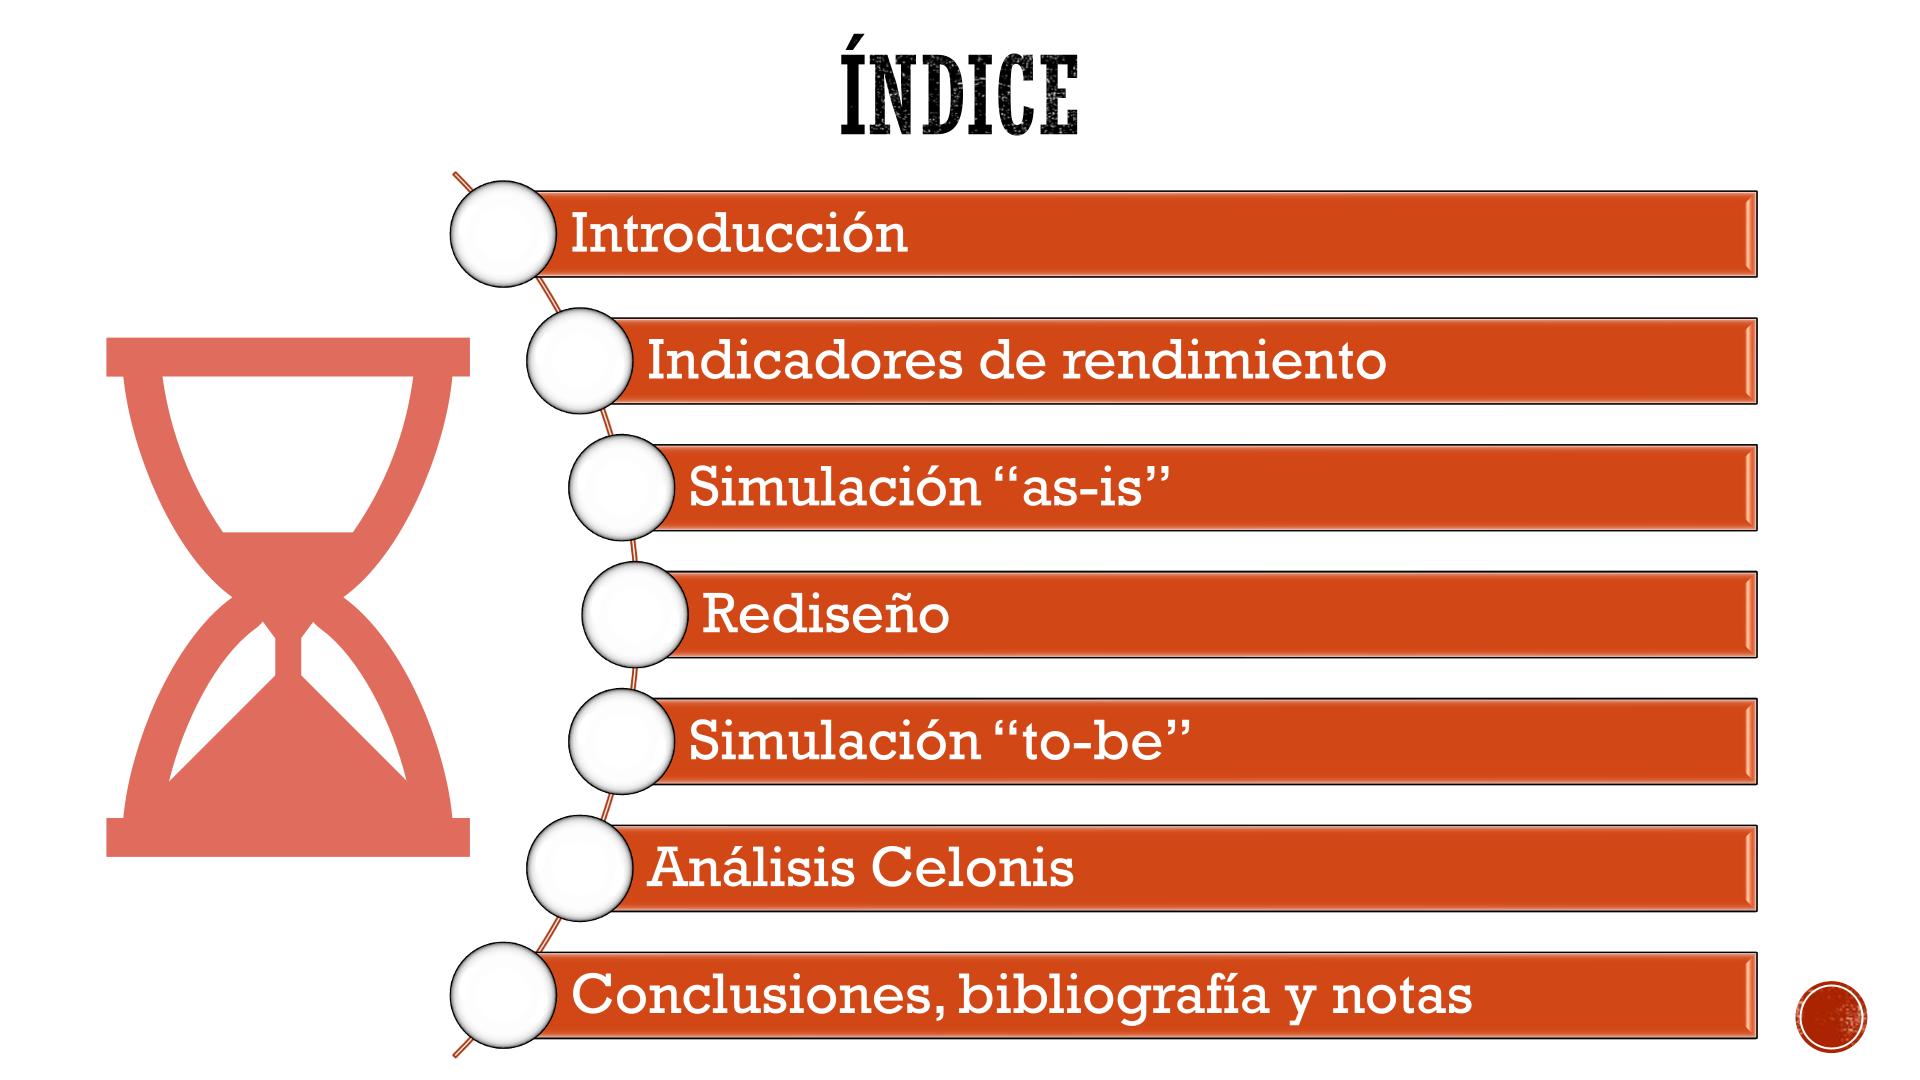 ÍNDICE
Introducción
Indicadores de rendimiento
Simulación “as-is”
Rediseño
Simulación “to-be”
Análisis Celonis
Conclusiones, bibliografía y notas